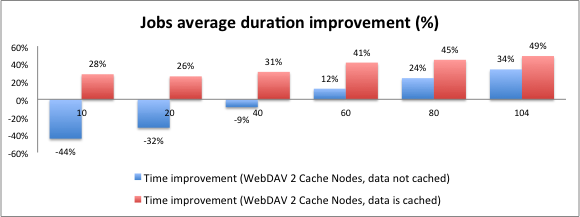 Jobs average duration improvement (%)
60%
40%
20%
0%
-20%
-40%
-60%
28% 26% 31% 41% 45% 49%
12% 24% 34%
10 20 40 60 80 104
-44% -32% -9%
Time improvement (WebDAV 2 Cache Nodes, data not cached)
Time improvement (WebDAV 2 Cache Nodes, data is cached)